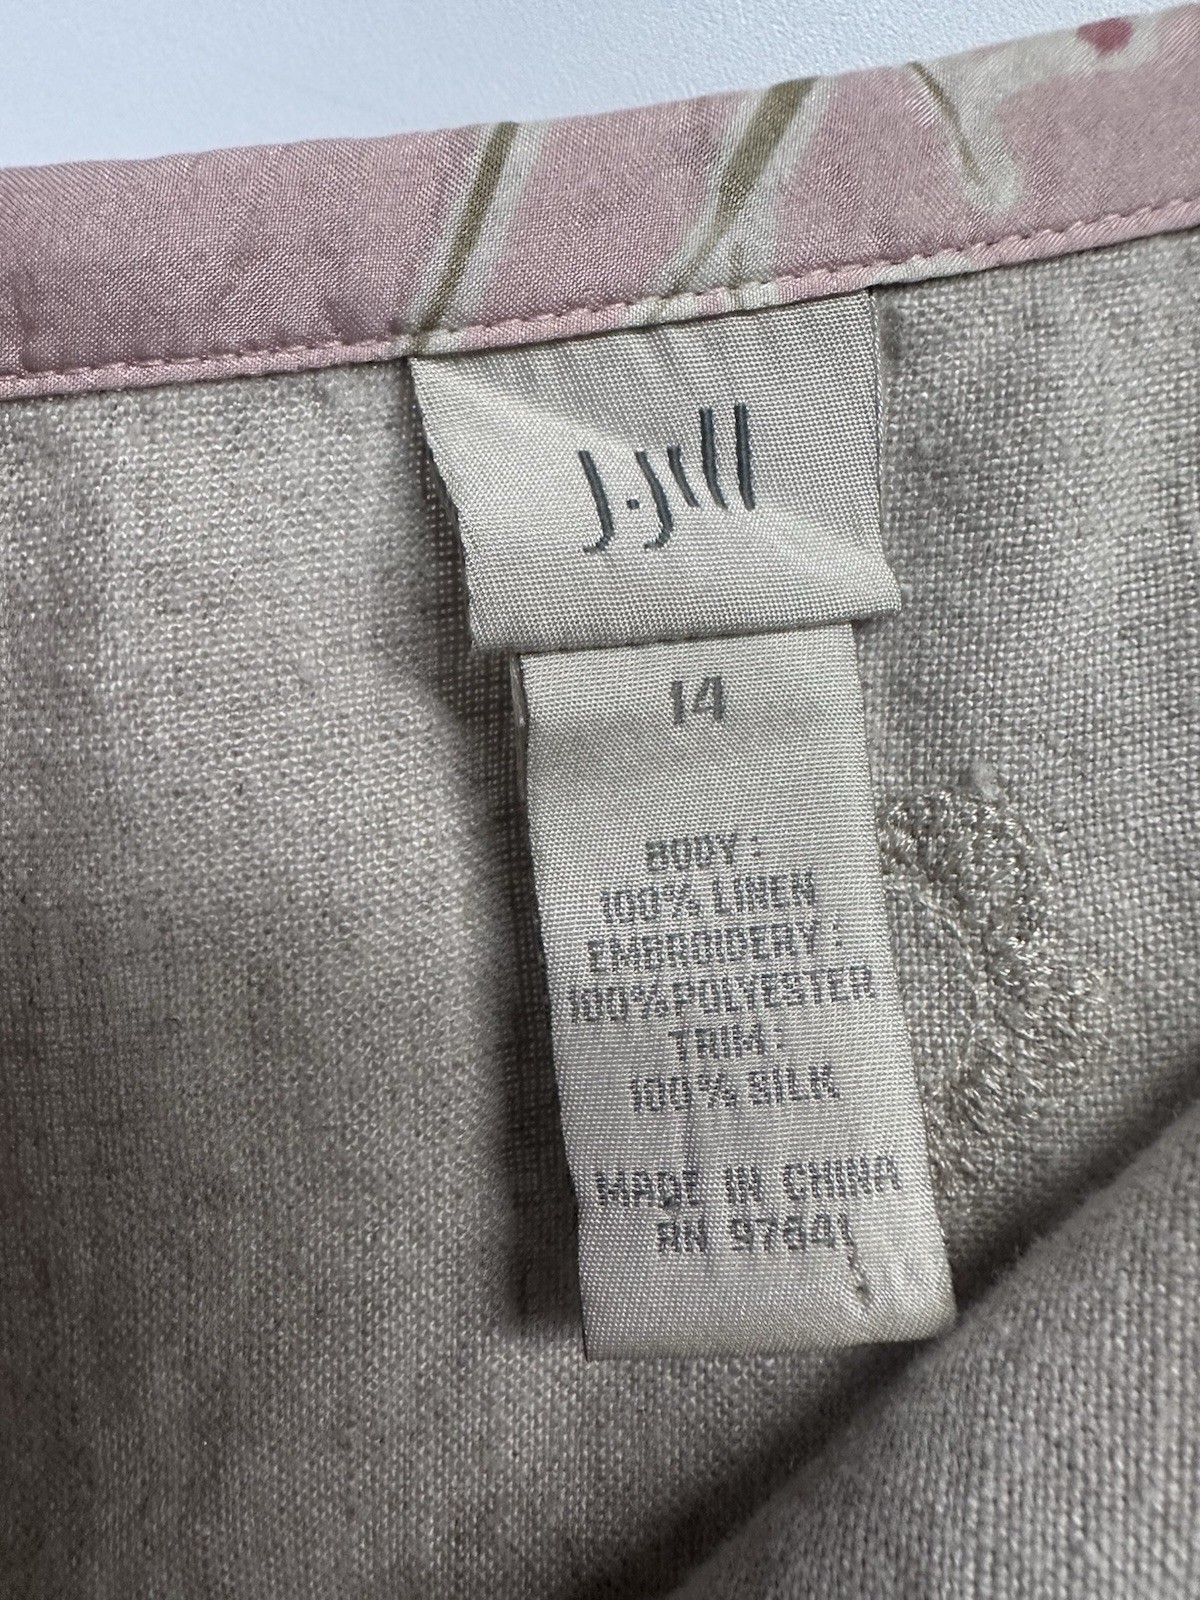 J.Jill
14
BODY:
100% LINEN
EMBROIDERY:
100% POLYESTER
TRIM:
100% SILK
MADE IN CHINA
RN 97641